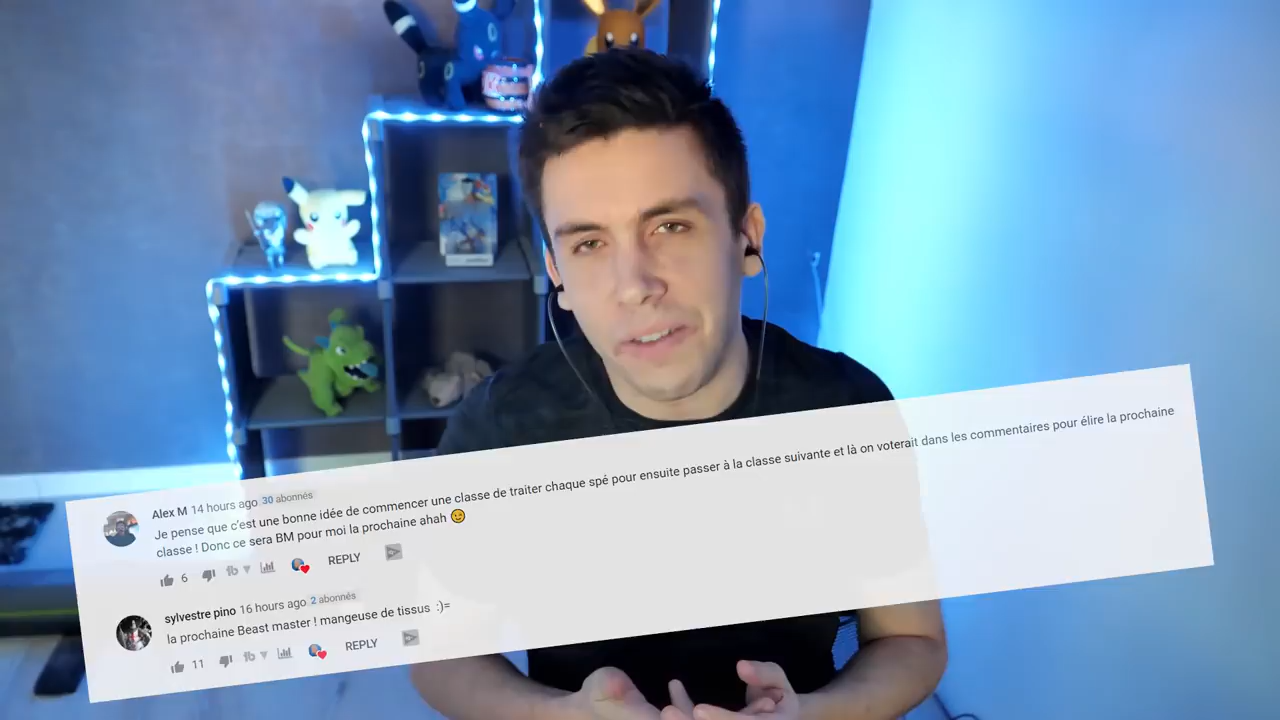 Alex M 14 hours ago 30 abonnés
Je pense que c'est une bonne idée de commencer une classe de traiter chaque spé pour ensuite passer à la classe suivante et là on voterait dans les commentaires pour élire la prochaine
classe ! Donc ce sera BM pour moi la prochaine ahah 😉
6 REPLY
sylvestre pino 16 hours ago 2 abonnés
la prochaine Beast master ! mangeuse de tissus :)=
11 REPLY